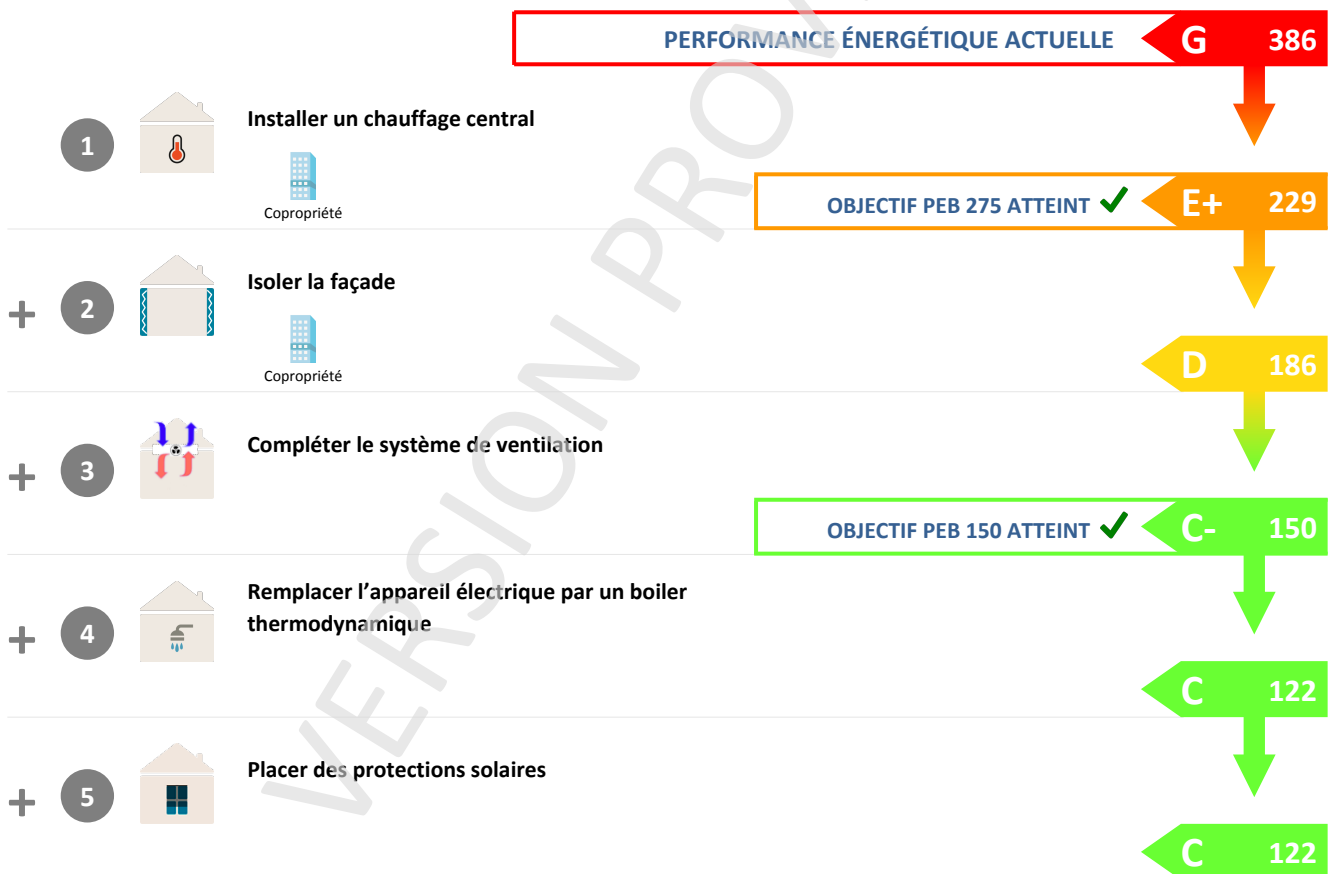 PERFORMANCE ÉNERGÉTIQUE ACTUELLE G 386
1 Installer un chauffage central
Copropriété
OBJECTIF PEB 275 ATTEINT ✓ E+ 229
+ 2 Isoler la façade
Copropriété
D 186
+ 3 Compléter le système de ventilation
OBJECTIF PEB 150 ATTEINT ✓ C- 150
+ 4 Remplacer l’appareil électrique par un boiler
thermodynamique
C 122
+ 5 Placer des protections solaires
C 122
VERSION PROV